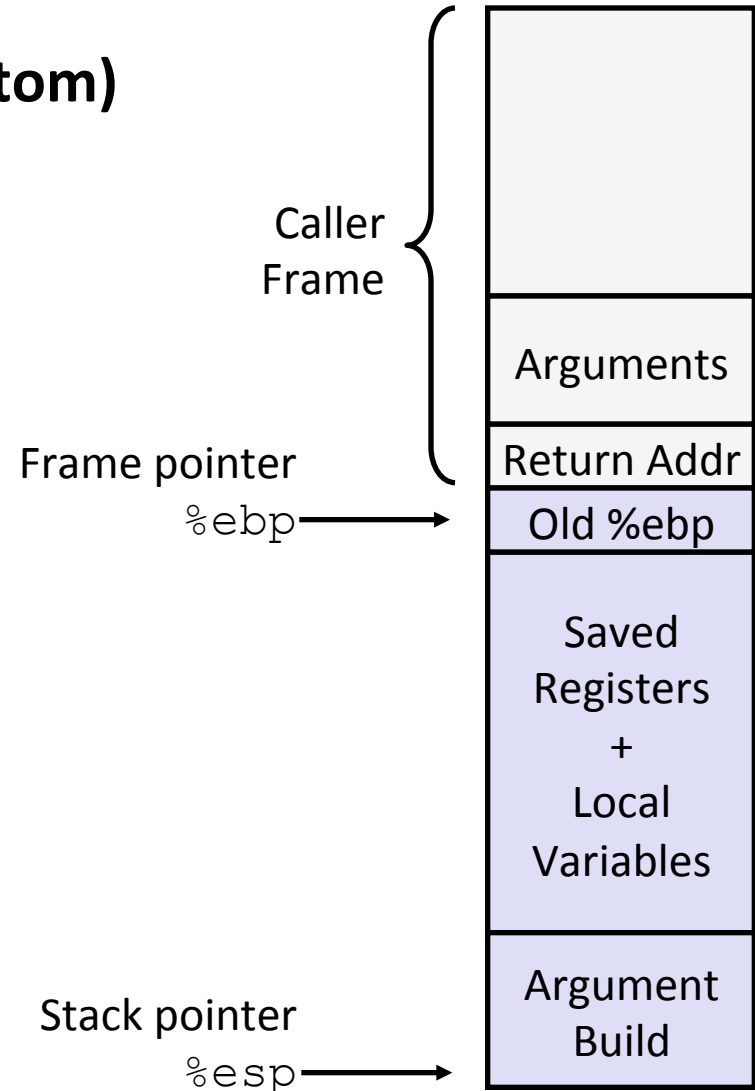 tom)
Caller
Frame
Arguments
Return Addr
Frame pointer
%ebp
Old %ebp
Saved
Registers
+
Local
Variables
Argument
Build
Stack pointer
%esp